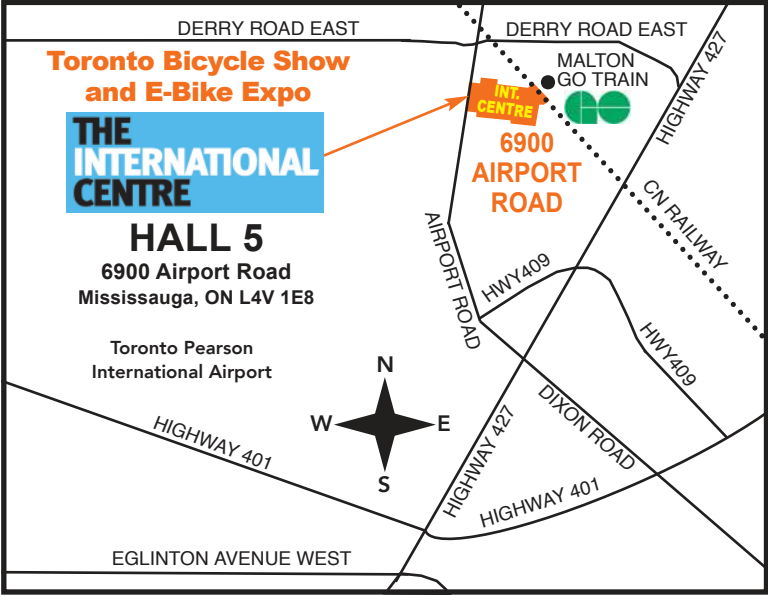 DERRY ROAD EAST
DERRY ROAD EAST
HIGHWAY 427
Toronto Bicycle Show
and E-Bike Expo
MALTON
GO TRAIN
GO
INT.
CENTRE
THE
INTERNATIONAL
CENTRE
6900
AIRPORT
ROAD
CN RAILWAY
HALL 5
6900 Airport Road
Mississauga, ON L4V 1E8
AIRPORT ROAD
HWY409
HWY409
Toronto Pearson
International Airport
N
W
E
S
DIXON ROAD
HIGHWAY 401
HIGHWAY 427
HIGHWAY 401
EGLINTON AVENUE WEST